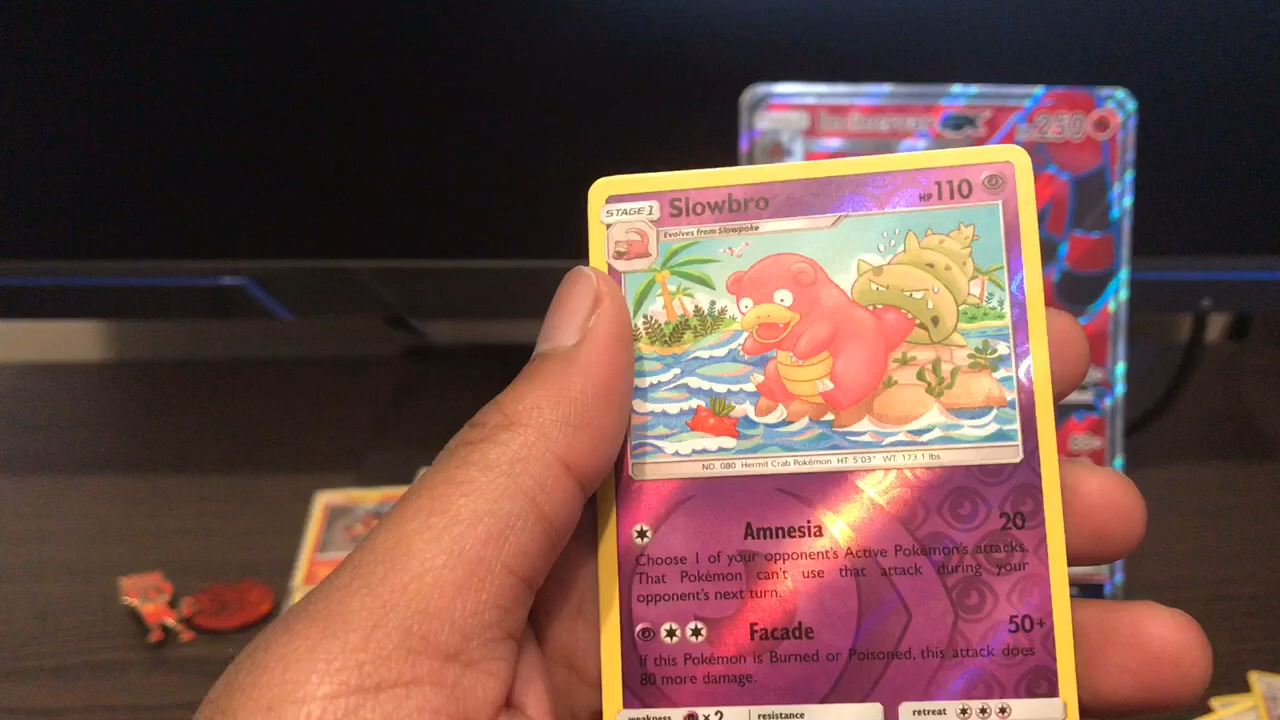 250
STAGE 1 Slowbro HP 110
Evolves from Slowpoke
NO. 080 Hermit Crab Pokémon HT: 5'03" WT: 173.1 lbs
Amnesia 20
Choose 1 of your opponent's Active Pokémon's attacks.
That Pokémon can't use that attack during your
opponent's next turn.
Facade 50+
If this Pokémon is Burned or Poisoned, this attack does
80 more damage.
weakness ×2 resistance retreat